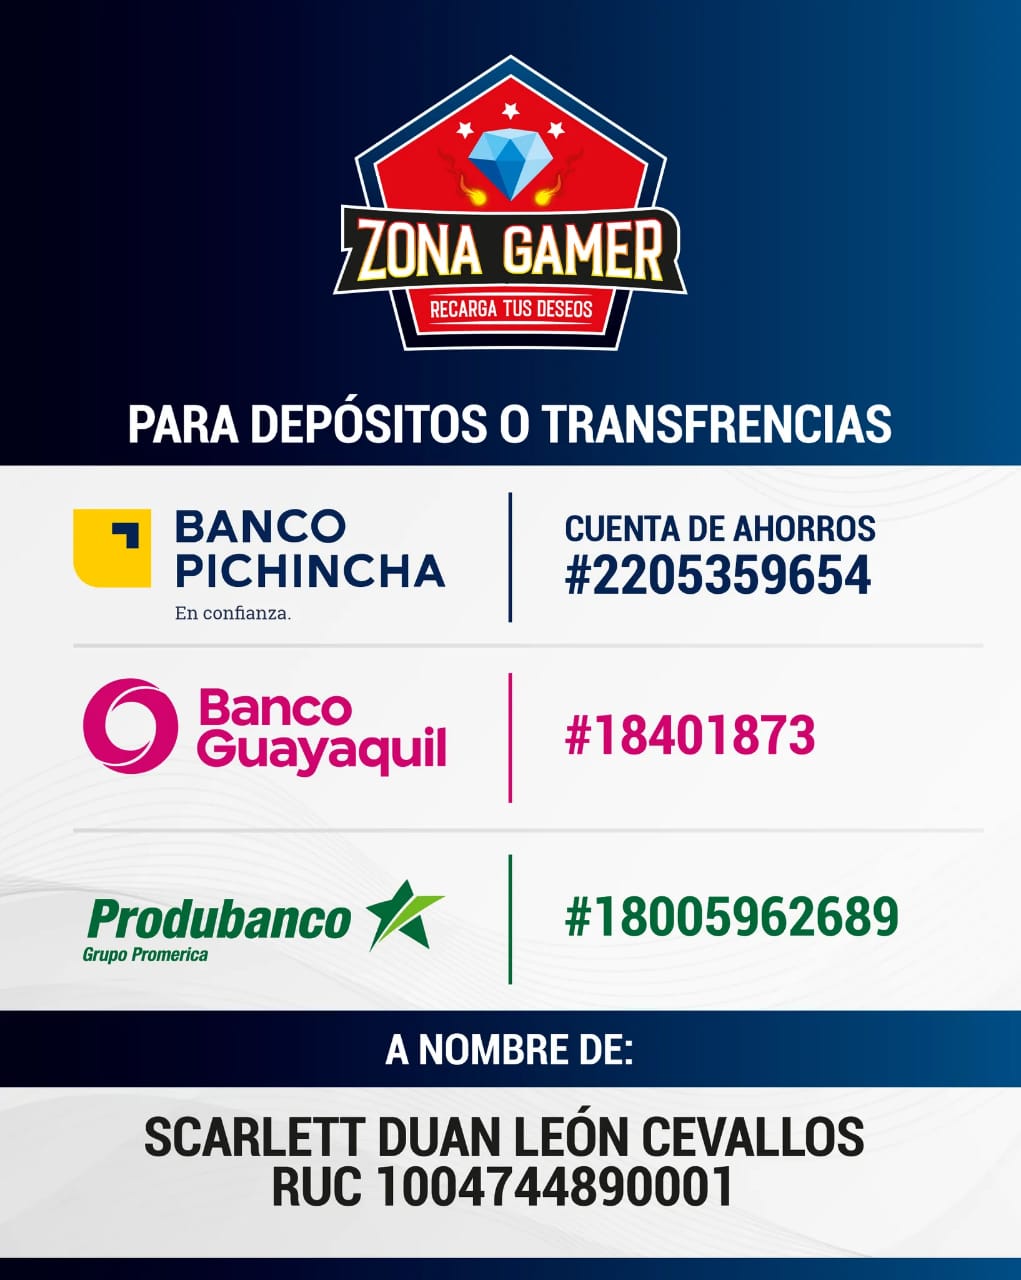 ZONA GAMER
RECARGA TUS DESEOS
PARA DEPÓSITOS O TRANSFRENCIAS
BANCO
PICHINCHA
En confianza.
CUENTA DE AHORROS
#2205359654
Banco
Guayaquil
#18401873
Produbanco
Grupo Promerica
#18005962689
A NOMBRE DE:
SCARLETT DUAN LEÓN CEVALLOS
RUC 1004744890001